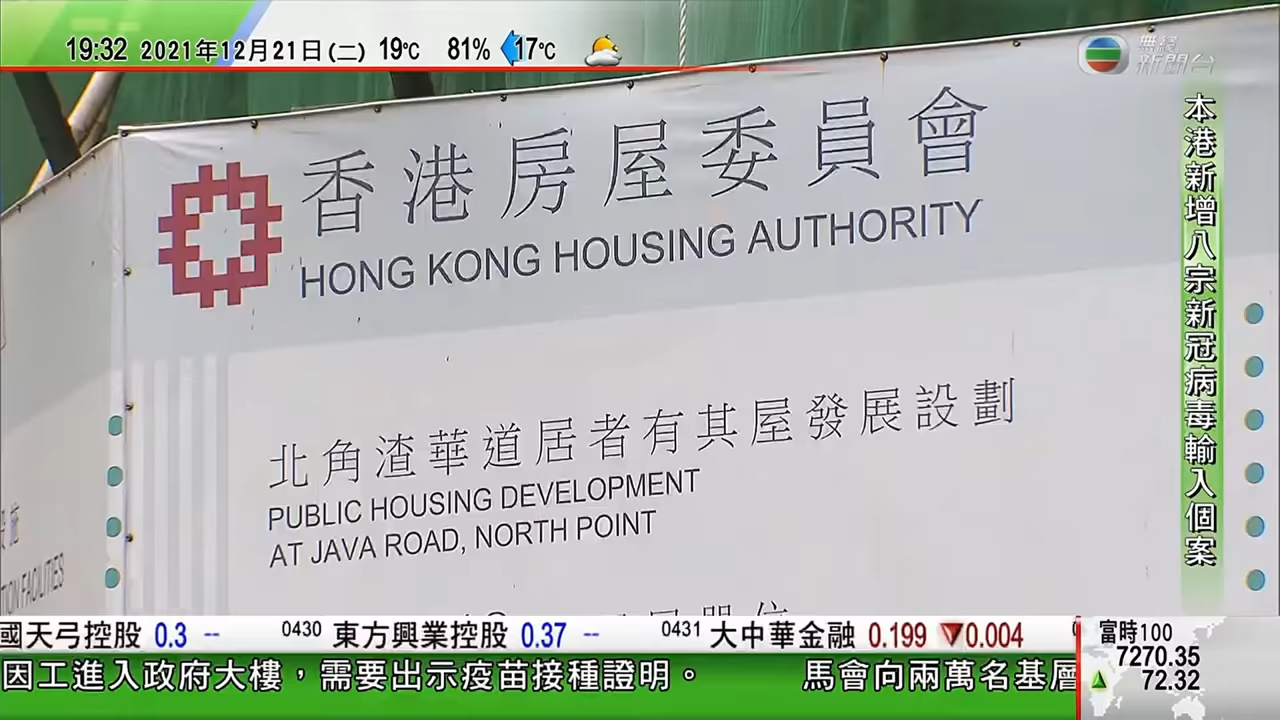 19:32 2021年12月21日(二) 19℃ 81% 17℃
無綫
新聞台
本港新增八宗新冠病毒輸入個案
香港房屋委員會
HONG KONG HOUSING AUTHORITY
北角渣華道居者有其屋發展設劃
PUBLIC HOUSING DEVELOPMENT
AT JAVA ROAD, NORTH POINT
施
TION FACILITIES
國天弓控股 0.3 -- 0430 東方興業控股 0.37 -- 0431 大中華金融 0.199 ▼0.004
富時100
7270.35
▲ 72.32
因工進入政府大樓，需要出示疫苗接種證明。 馬會向兩萬名基層